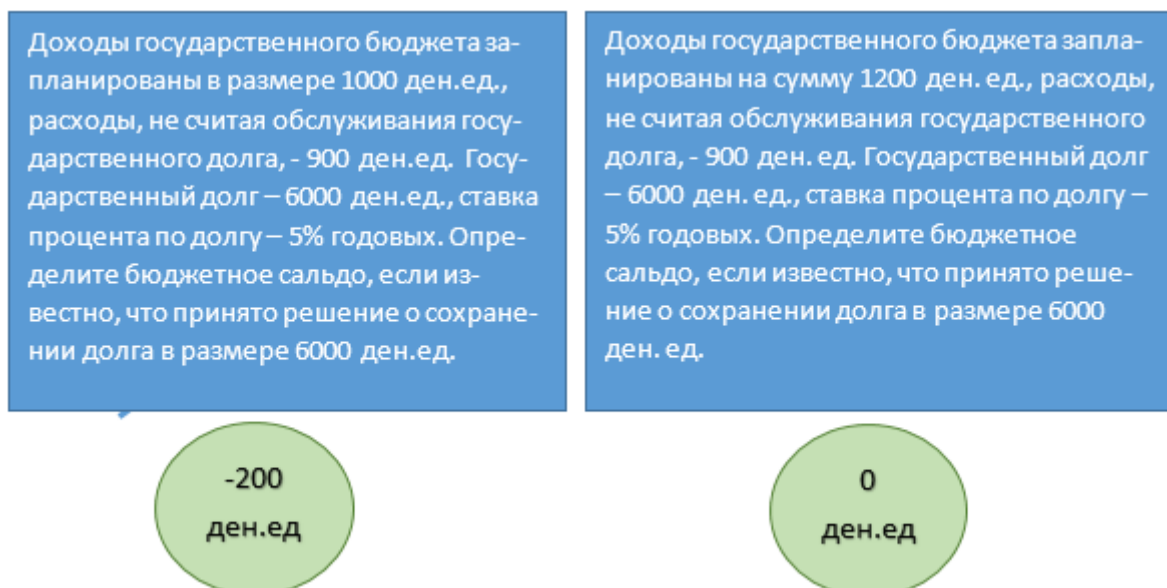 Доходы государственного бюджета за-
планированы в размере 1000 ден.ед.,
расходы, не считая обслуживания госу-
дарственного долга, - 900 ден.ед. Госу-
дарственный долг – 6000 ден.ед., ставка
процента по долгу – 5% годовых. Опре-
делите бюджетное сальдо, если из-
вестно, что принято решение о сохране-
нии долга в размере 6000 ден.ед.
Доходы государственного бюджета запла-
нированы на сумму 1200 ден. ед., расходы,
не считая обслуживания государственного
долга, - 900 ден. ед. Государственный долг
– 6000 ден. ед., ставка процента по долгу –
5% годовых. Определите бюджетное
сальдо, если известно, что принято реше-
ние о сохранении долга в размере 6000
ден. ед.
-200
ден.ед
0
ден.ед